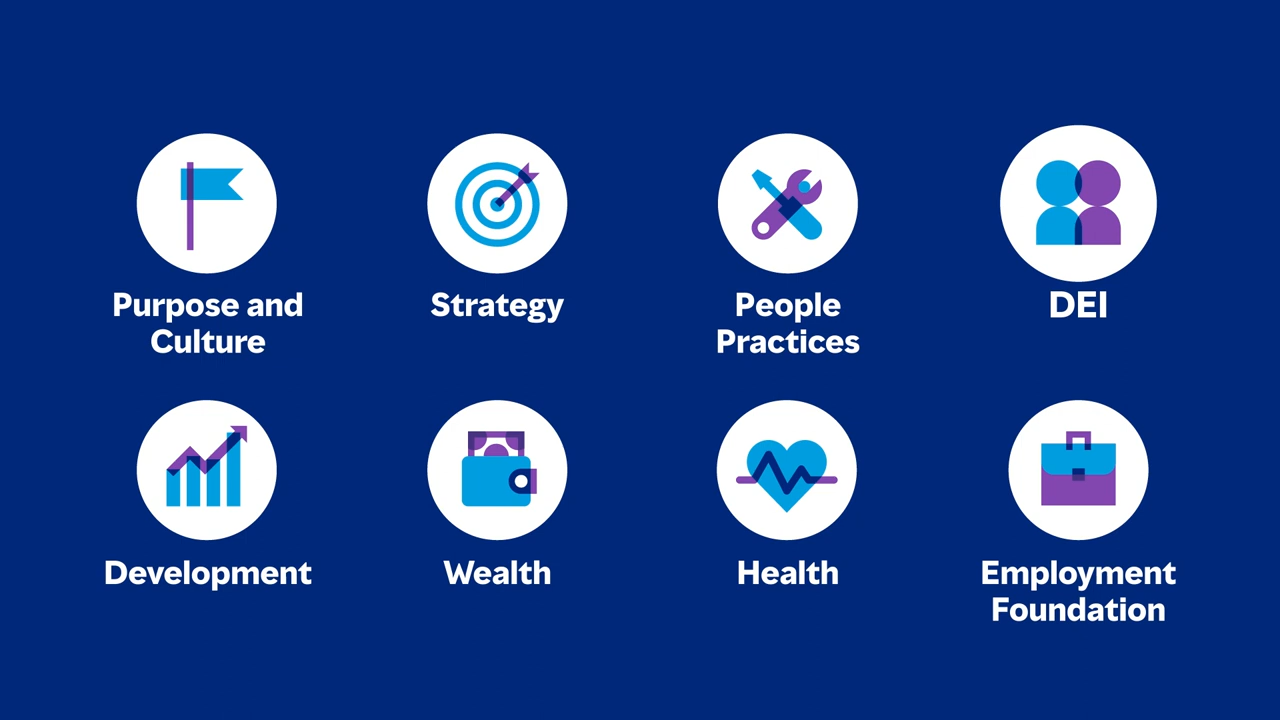 Purpose and
Culture
Strategy
People
Practices
DEI
Development
Wealth
Health
Employment
Foundation